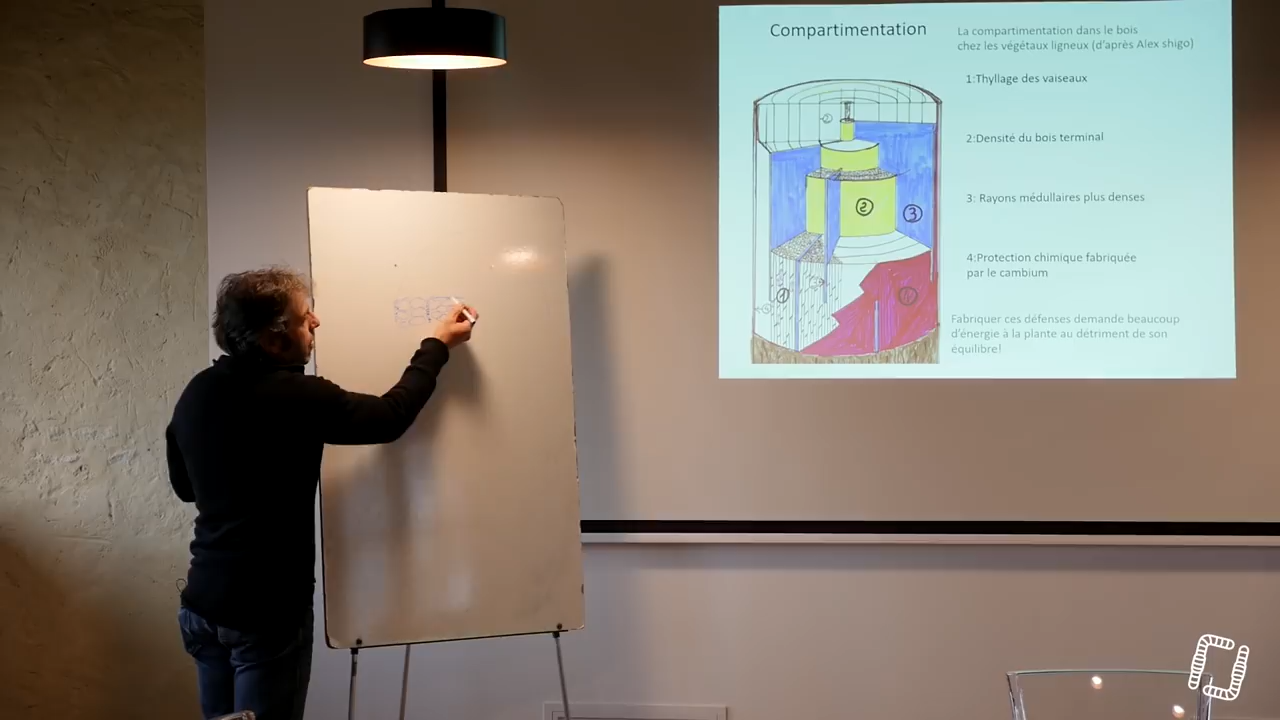 Compartimentation
La compartimentation dans le bois
chez les végétaux ligneux (d'après Alex shigo)
1:Thyllage des vaiseaux
2:Densité du bois terminal
3: Rayons médullaires plus denses
4:Protection chimique fabriquée
par le cambium
Fabriquer ces défenses demande beaucoup
d'énergie à la plante au détriment de son
équilibre!
2
2
3
1